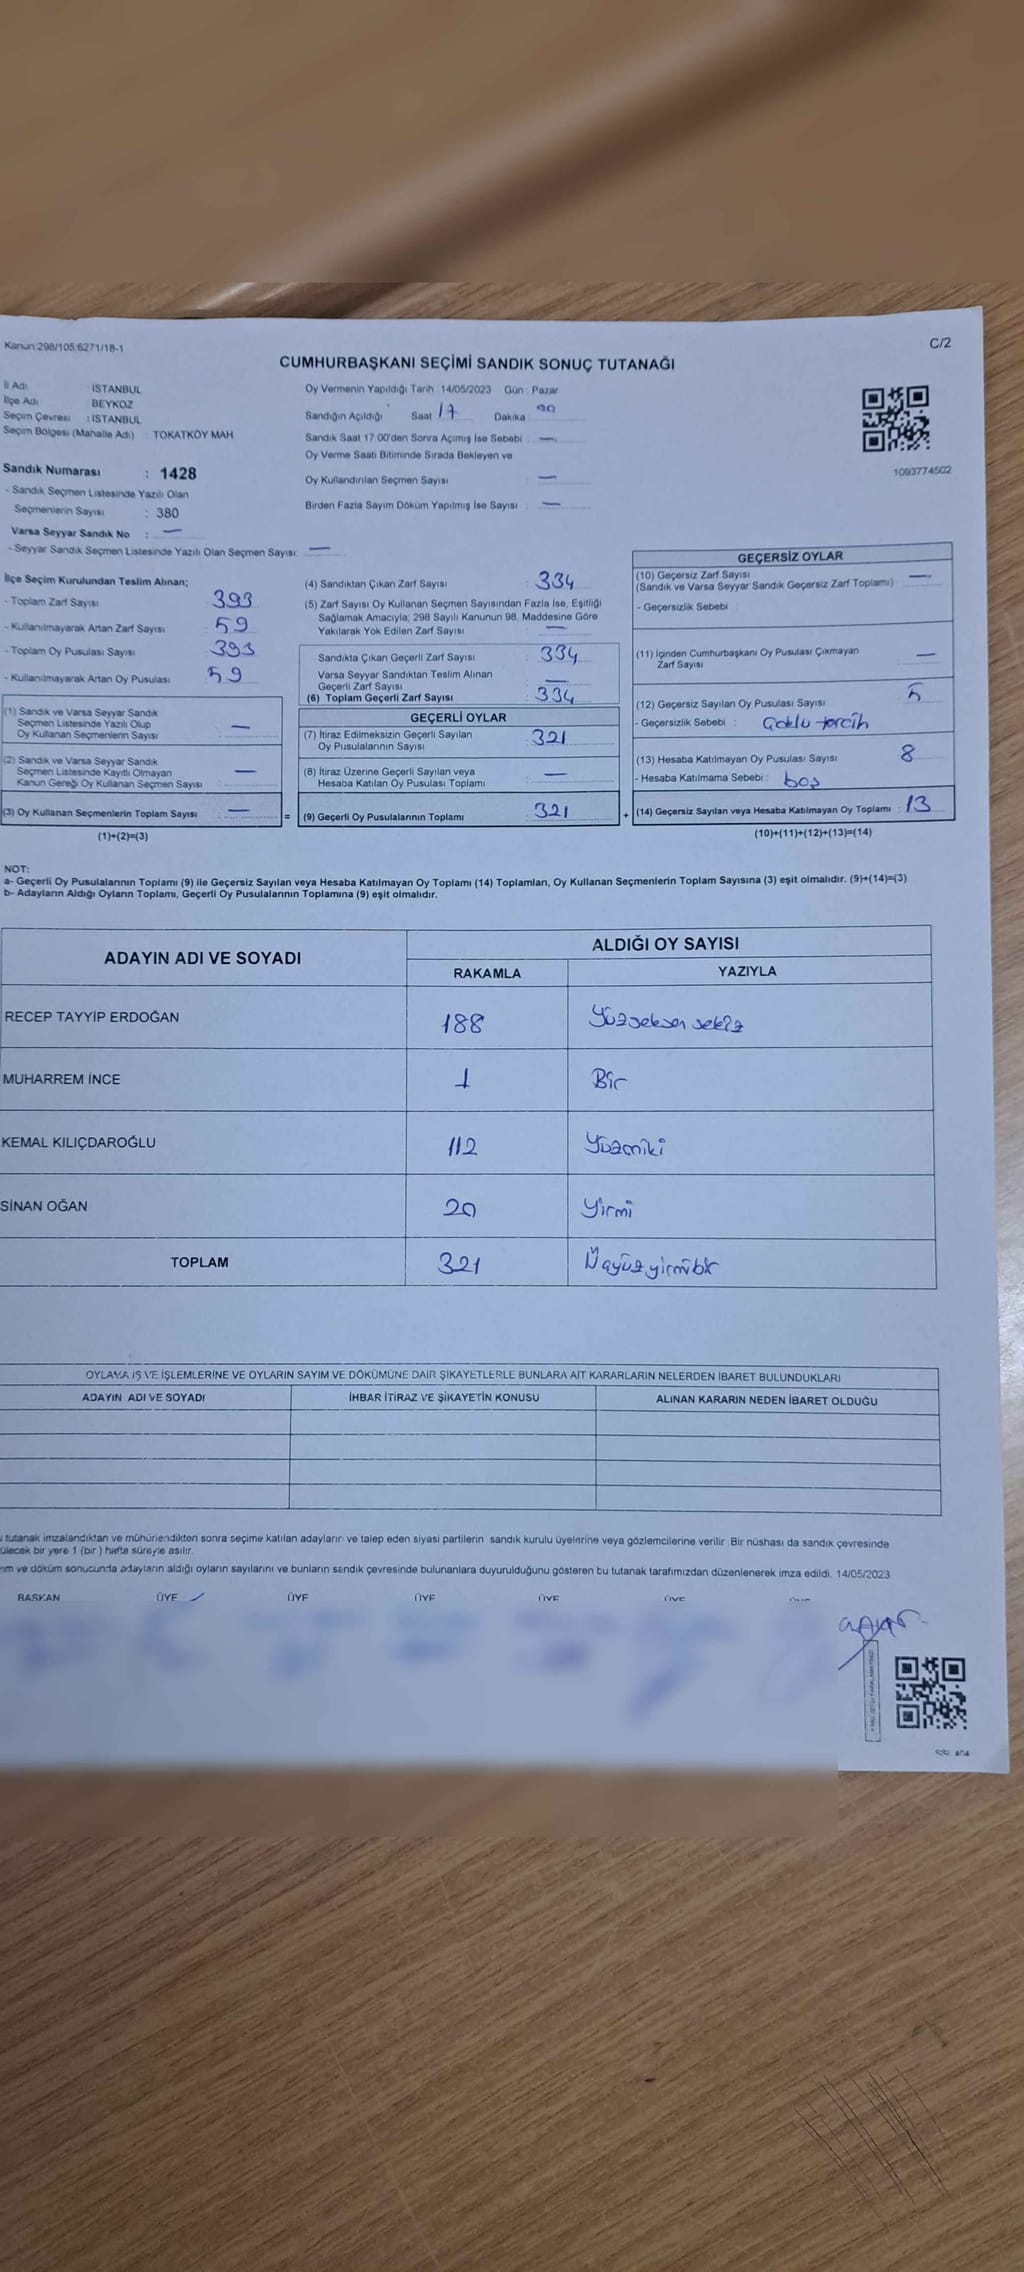 Kanun:298/105,6271/18-1
C/2
CUMHURBAŞKANI SEÇİMİ SANDIK SONUÇ TUTANAĞI
İl Adı : İSTANBUL
İlçe Adı : BEYKOZ
Seçim Çevresi : İSTANBUL
Seçim Bölgesi (Mahalle Adı) : TOKATKÖY MAH
Oy Vermenin Yapıldığı Tarih : 14/05/2023 Gün : Pazar
Sandığın Açıldığı Saat 17 Dakika 00
Sandık Saat 17:00'den Sonra Açımış İse Sebebi : —
Oy Verme Saati Bitiminde Sırada Bekleyen ve
Oy Kullandırılan Seçmen Sayısı : —
Birden Fazla Sayım Döküm Yapılmış İse Sayısı : —
1093774502
Sandık Numarası : 1428
- Sandık Seçmen Listesinde Yazılı Olan
Seçmenlerin Sayısı : 380
Varsa Seyyar Sandık No : —
- Seyyar Sandık Seçmen Listesinde Yazılı Olan Seçmen Sayısı: —
İlçe Seçim Kurulundan Teslim Alınan;
- Toplam Zarf Sayısı : 393
- Kullanılmayarak Artan Zarf Sayısı : 59
- Toplam Oy Pusulası Sayısı : 393
- Kullanılmayarak Artan Oy Pusulası : 59
(1) Sandık ve Varsa Seyyar Sandık
Seçmen Listesinde Yazılı Olup
Oy Kullanan Seçmenlerin Sayısı : —
(2) Sandık ve Varsa Seyyar Sandık
Seçmen Listesinde Kayıtlı Olmayan
Kanun Gereği Oy Kullanan Seçmen Sayısı : —
(3) Oy Kullanan Seçmenlerin Toplam Sayısı : —
(1)+(2)=(3)
=
(4) Sandıktan Çıkan Zarf Sayısı : 334
(5) Zarf Sayısı Oy Kullanan Seçmen Sayısından Fazla İse, Eşitliği
Sağlamak Amacıyla; 298 Sayılı Kanunun 98. Maddesine Göre
Yakılarak Yok Edilen Zarf Sayısı : —
Sandıkta Çıkan Geçerli Zarf Sayısı : 334
Varsa Seyyar Sandıktan Teslim Alınan
Geçerli Zarf Sayısı : —
(6) Toplam Geçerli Zarf Sayısı : 334
GEÇERLİ OYLAR
(7) İtiraz Edilmeksizin Geçerli Sayılan
Oy Pusulalarının Sayısı : 321
(8) İtiraz Üzerine Geçerli Sayılan veya
Hesaba Katılan Oy Pusulası Toplamı : —
(9) Geçerli Oy Pusulalarının Toplamı : 321
+
GEÇERSİZ OYLAR
(10) Geçersiz Zarf Sayısı
(Sandık ve Varsa Seyyar Sandık Geçersiz Zarf Toplamı) : —
- Geçersizlik Sebebi :
(11) İçinden Cumhurbaşkanı Oy Pusulası Çıkmayan
Zarf Sayısı : —
(12) Geçersiz Sayılan Oy Pusulası Sayısı : 5
- Geçersizlik Sebebi : Çoklu tercih
(13) Hesaba Katılmayan Oy Pusulası Sayısı : 8
- Hesaba Katılmama Sebebi : boş
(14) Geçersiz Sayılan veya Hesaba Katılmayan Oy Toplamı : 13
(10)+(11)+(12)+(13)=(14)
NOT:
a- Geçerli Oy Pusulalarının Toplamı (9) ile Geçersiz Sayılan veya Hesaba Katılmayan Oy Toplamı (14) Toplamları, Oy Kullanan Seçmenlerin Toplam Sayısına (3) eşit olmalıdır. (9)+(14)=(3)
b- Adayların Aldığı Oyların Toplamı, Geçerli Oy Pusulalarının Toplamına (9) eşit olmalıdır.
ADAYIN ADI VE SOYADI ALDIĞI OY SAYISI
RAKAMLA YAZIYLA
RECEP TAYYİP ERDOĞAN 188 Yüzseksen sekiz
MUHARREM İNCE 1 Bir
KEMAL KILIÇDAROĞLU 112 Yüzoniki
SİNAN OĞAN 20 Yirmi
TOPLAM 321 Üçyüzyirmibir
OYLAMA İŞ VE İŞLEMLERİNE VE OYLARIN SAYIM VE DÖKÜMÜNE DAİR ŞİKAYETLERLE BUNLARA AİT KARARLARIN NELERDEN İBARET BULUNDUKLARI
ADAYIN ADI VE SOYADI İHBAR İTİRAZ VE ŞİKAYETİN KONUSU ALINAN KARARIN NEDEN İBARET OLDUĞU
tutanak imzalandıktan ve mühürlendikten sonra seçime katılan adayların ve talep eden siyasi partilerin sandık kurulu üyelerine veya gözlemcilerine verilir. Bir nüshası da sandık çevresinde
ülecek bir yere 1 (bir) hafta süreyle asılır.
ım ve döküm sonucunda adayların aldığı oyların sayılarını ve bunların sandık çevresinde bulunanlara duyurulduğunu gösteren bu tutanak tarafımızdan düzenlenerek imza edildi. 14/05/2023
BAŞKAN ÜYE ÜYE ÜYE ÜYE ÜYE